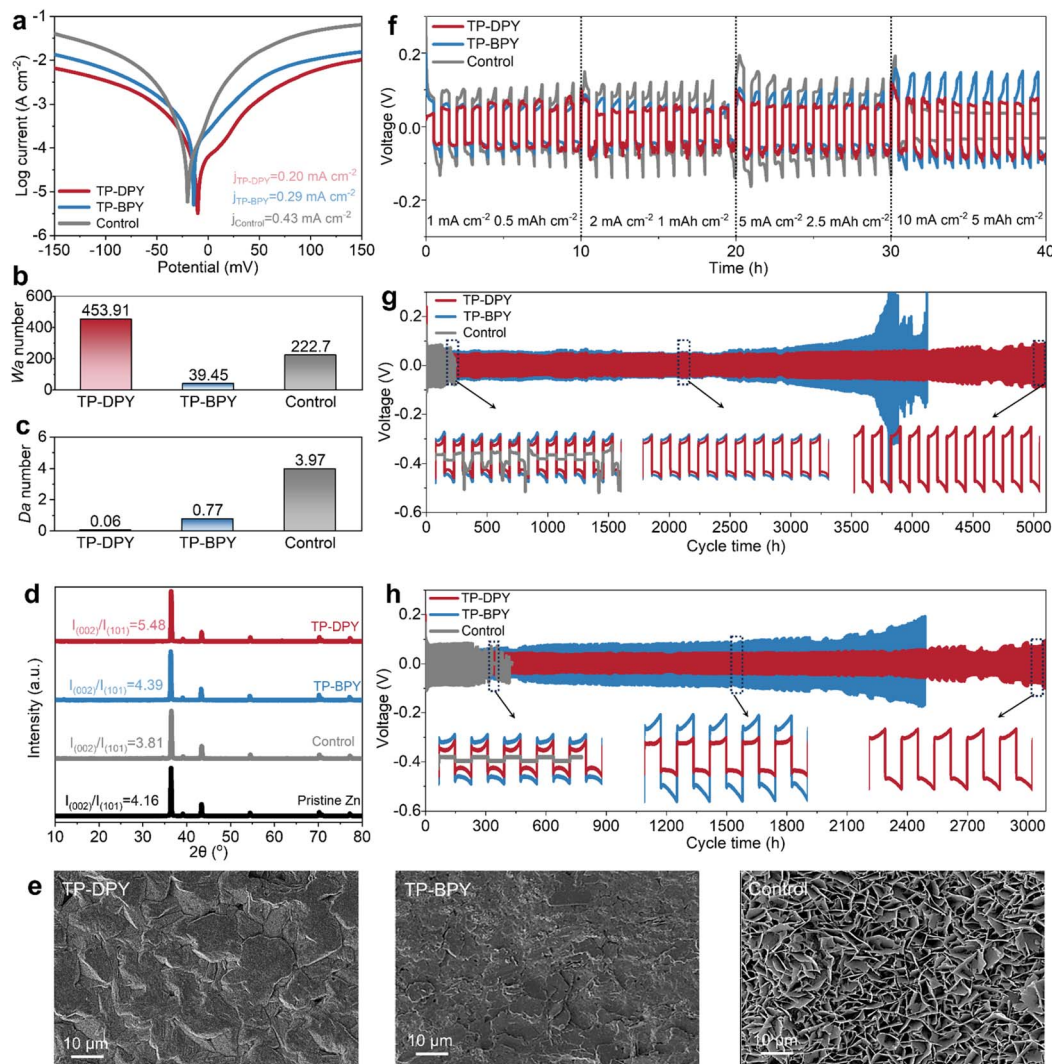 a
Log current (A cm⁻²)
-1
-2
-3
-4
-5
-6
TP-DPY
TP-BPY
Control
j_TP-DPY=0.20 mA cm⁻²
j_TP-BPY=0.29 mA cm⁻²
j_Control=0.43 mA cm⁻²
-150 -100 -50 0 50 100 150
Potential (mV)
b
Wa number
600
400
200
0
453.91
39.45
222.7
TP-DPY TP-BPY Control
c
Da number
6
4
2
0
0.06
0.77
3.97
TP-DPY TP-BPY Control
d
Intensity (a.u.)
I(002)/I(101)=5.48
TP-DPY
I(002)/I(101)=4.39
TP-BPY
I(002)/I(101)=3.81
Control
I(002)/I(101)=4.16
Pristine Zn
10 20 30 40 50 60 70 80
2θ (°)
f
TP-DPY
TP-BPY
Control
Voltage (V)
0.2
0.0
-0.2
1 mA cm⁻² 0.5 mAh cm⁻²
2 mA cm⁻² 1 mAh cm⁻²
5 mA cm⁻² 2.5 mAh cm⁻²
10 mA cm⁻² 5 mAh cm⁻²
0 10 20 30 40
Time (h)
g
TP-DPY
TP-BPY
Control
Voltage (V)
0.2
0.0
-0.2
-0.4
-0.6
0 500 1000 1500 2000 2500 3000 3500 4000 4500 5000
Cycle time (h)
h
TP-DPY
TP-BPY
Control
Voltage (V)
0.2
0.0
-0.2
-0.4
-0.6
0 300 600 900 1200 1500 1800 2100 2400 2700 3000
Cycle time (h)
e
TP-DPY
10 μm
TP-BPY
10 μm
Control
10 μm